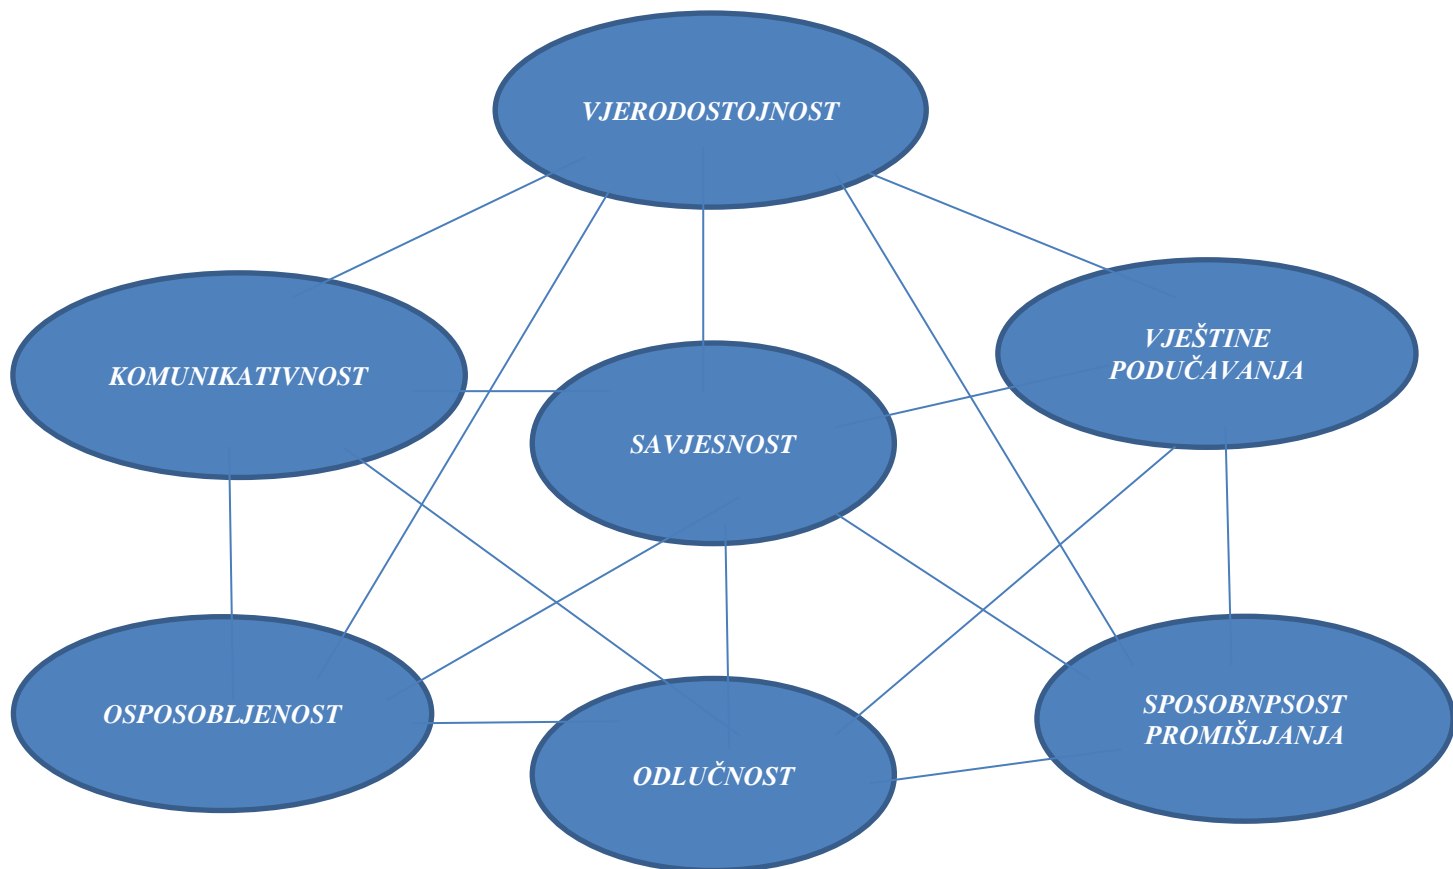 VJERODOSTOJNOST
KOMUNIKATIVNOST
VJEŠTINE
PODUČAVANJA
SAVJESNOST
OSPOSOBLJENOST
ODLUČNOST
SPOSOBNPSOST
PROMIŠLJANJA